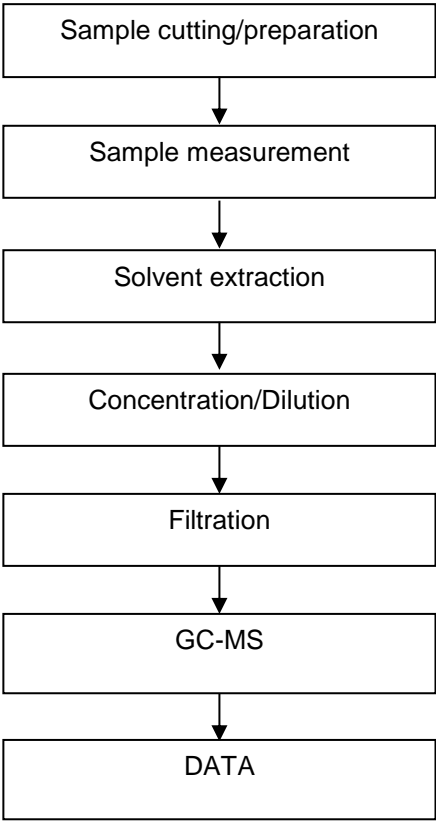 Sample cutting/preparation
Sample measurement
Solvent extraction
Concentration/Dilution
Filtration
GC-MS
DATA